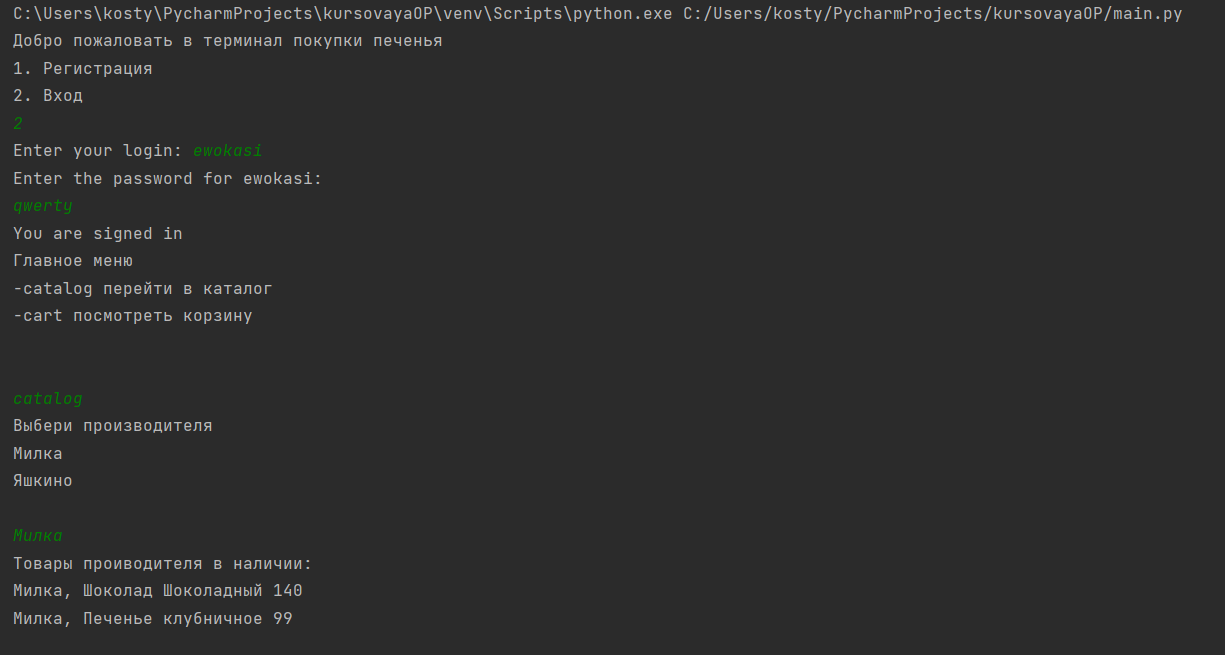 C:\Users\kosty\PycharmProjects\kursovayaOP\venv\Scripts\python.exe C:/Users/kosty/PycharmProjects/kursovayaOP/main.py
Добро пожаловать в терминал покупки печенья
1. Регистрация
2. Вход
2
Enter your login: ewokasi
Enter the password for ewokasi:
qwerty
You are signed in
Главное меню
-catalog перейти в каталог
-cart посмотреть корзину
catalog
Выбери производителя
Милка
Яшкино
Милка
Товары проиводителя в наличии:
Милка, Шоколад Шоколадный 140
Милка, Печенье клубничное 99